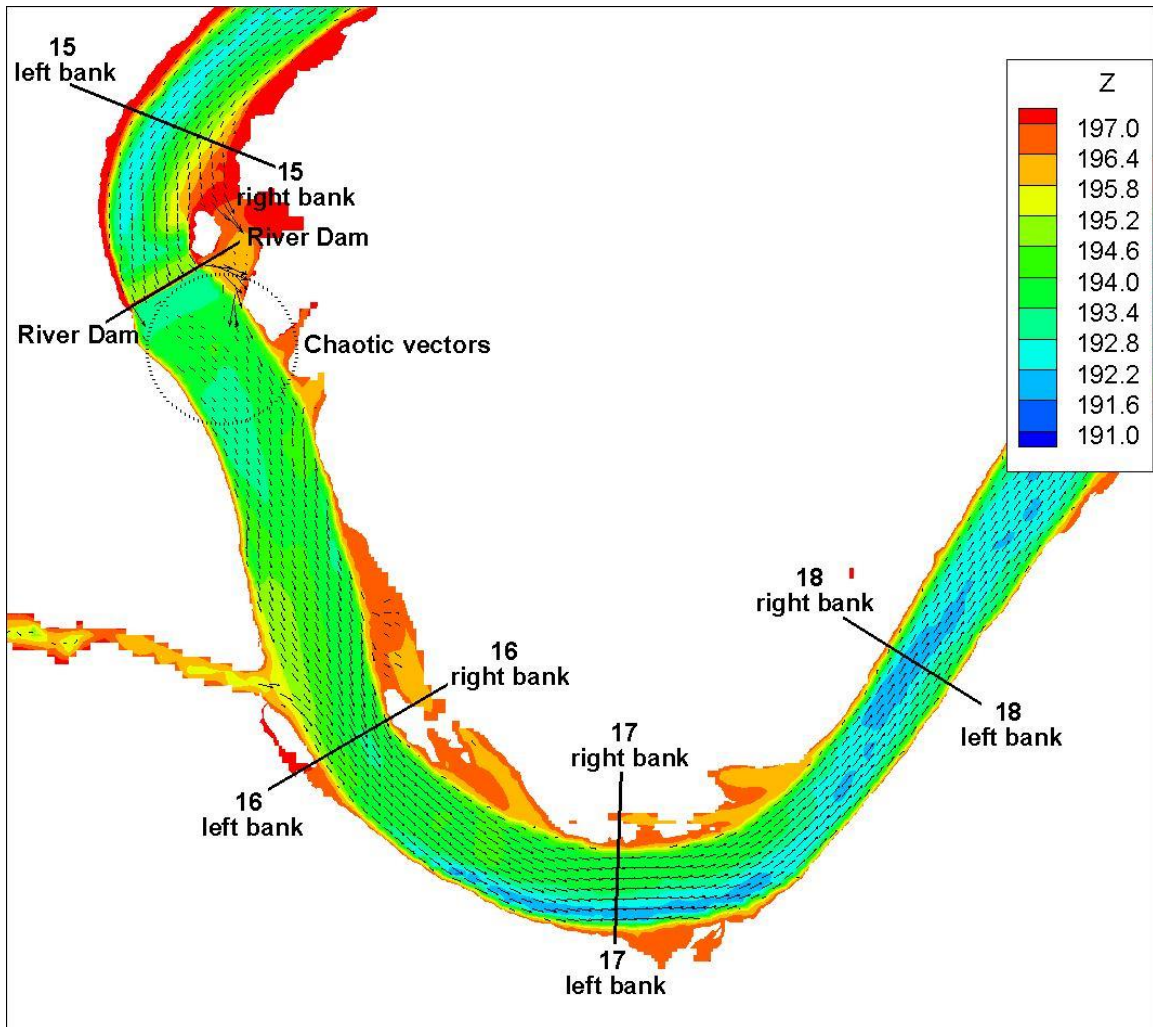 15
left bank
15
right bank
River Dam
River Dam
Chaotic vectors
Z
197.0
196.4
195.8
195.2
194.6
194.0
193.4
192.8
192.2
191.6
191.0
18
right bank
16
right bank
18
left bank
17
right bank
16
left bank
17
left bank